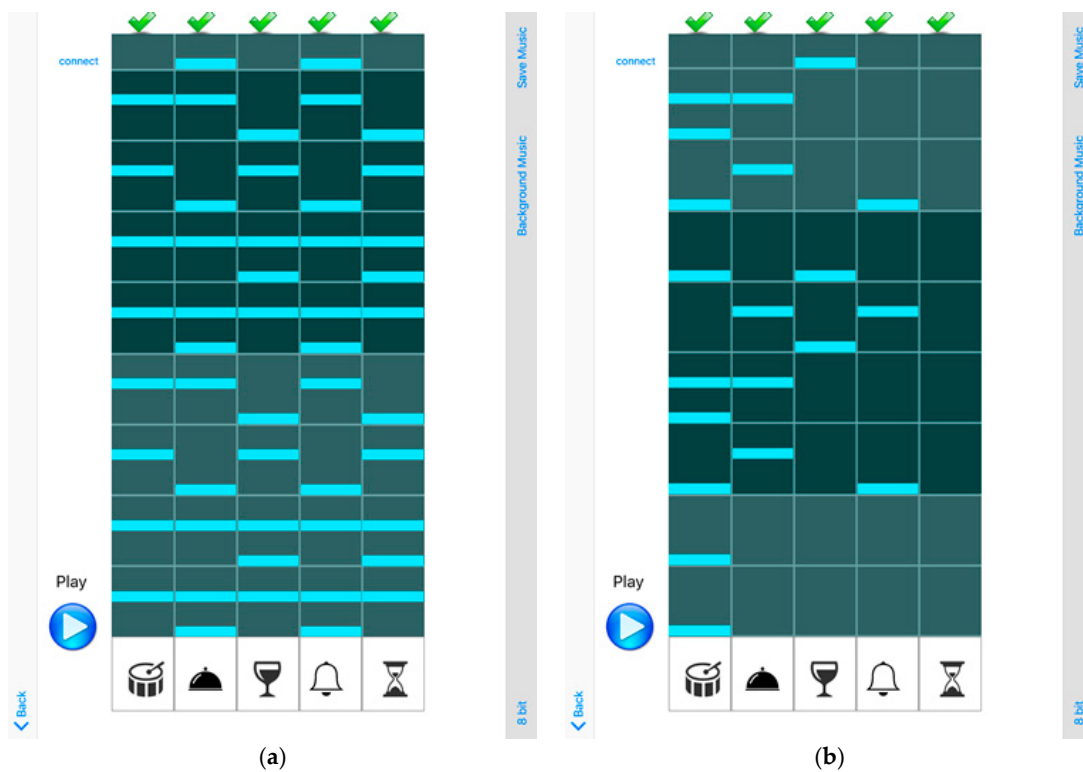 connect
Save Music
Background Music
Play
Back
8 bit
(a)
connect
Save Music
Background Music
Play
Back
8 bit
(b)